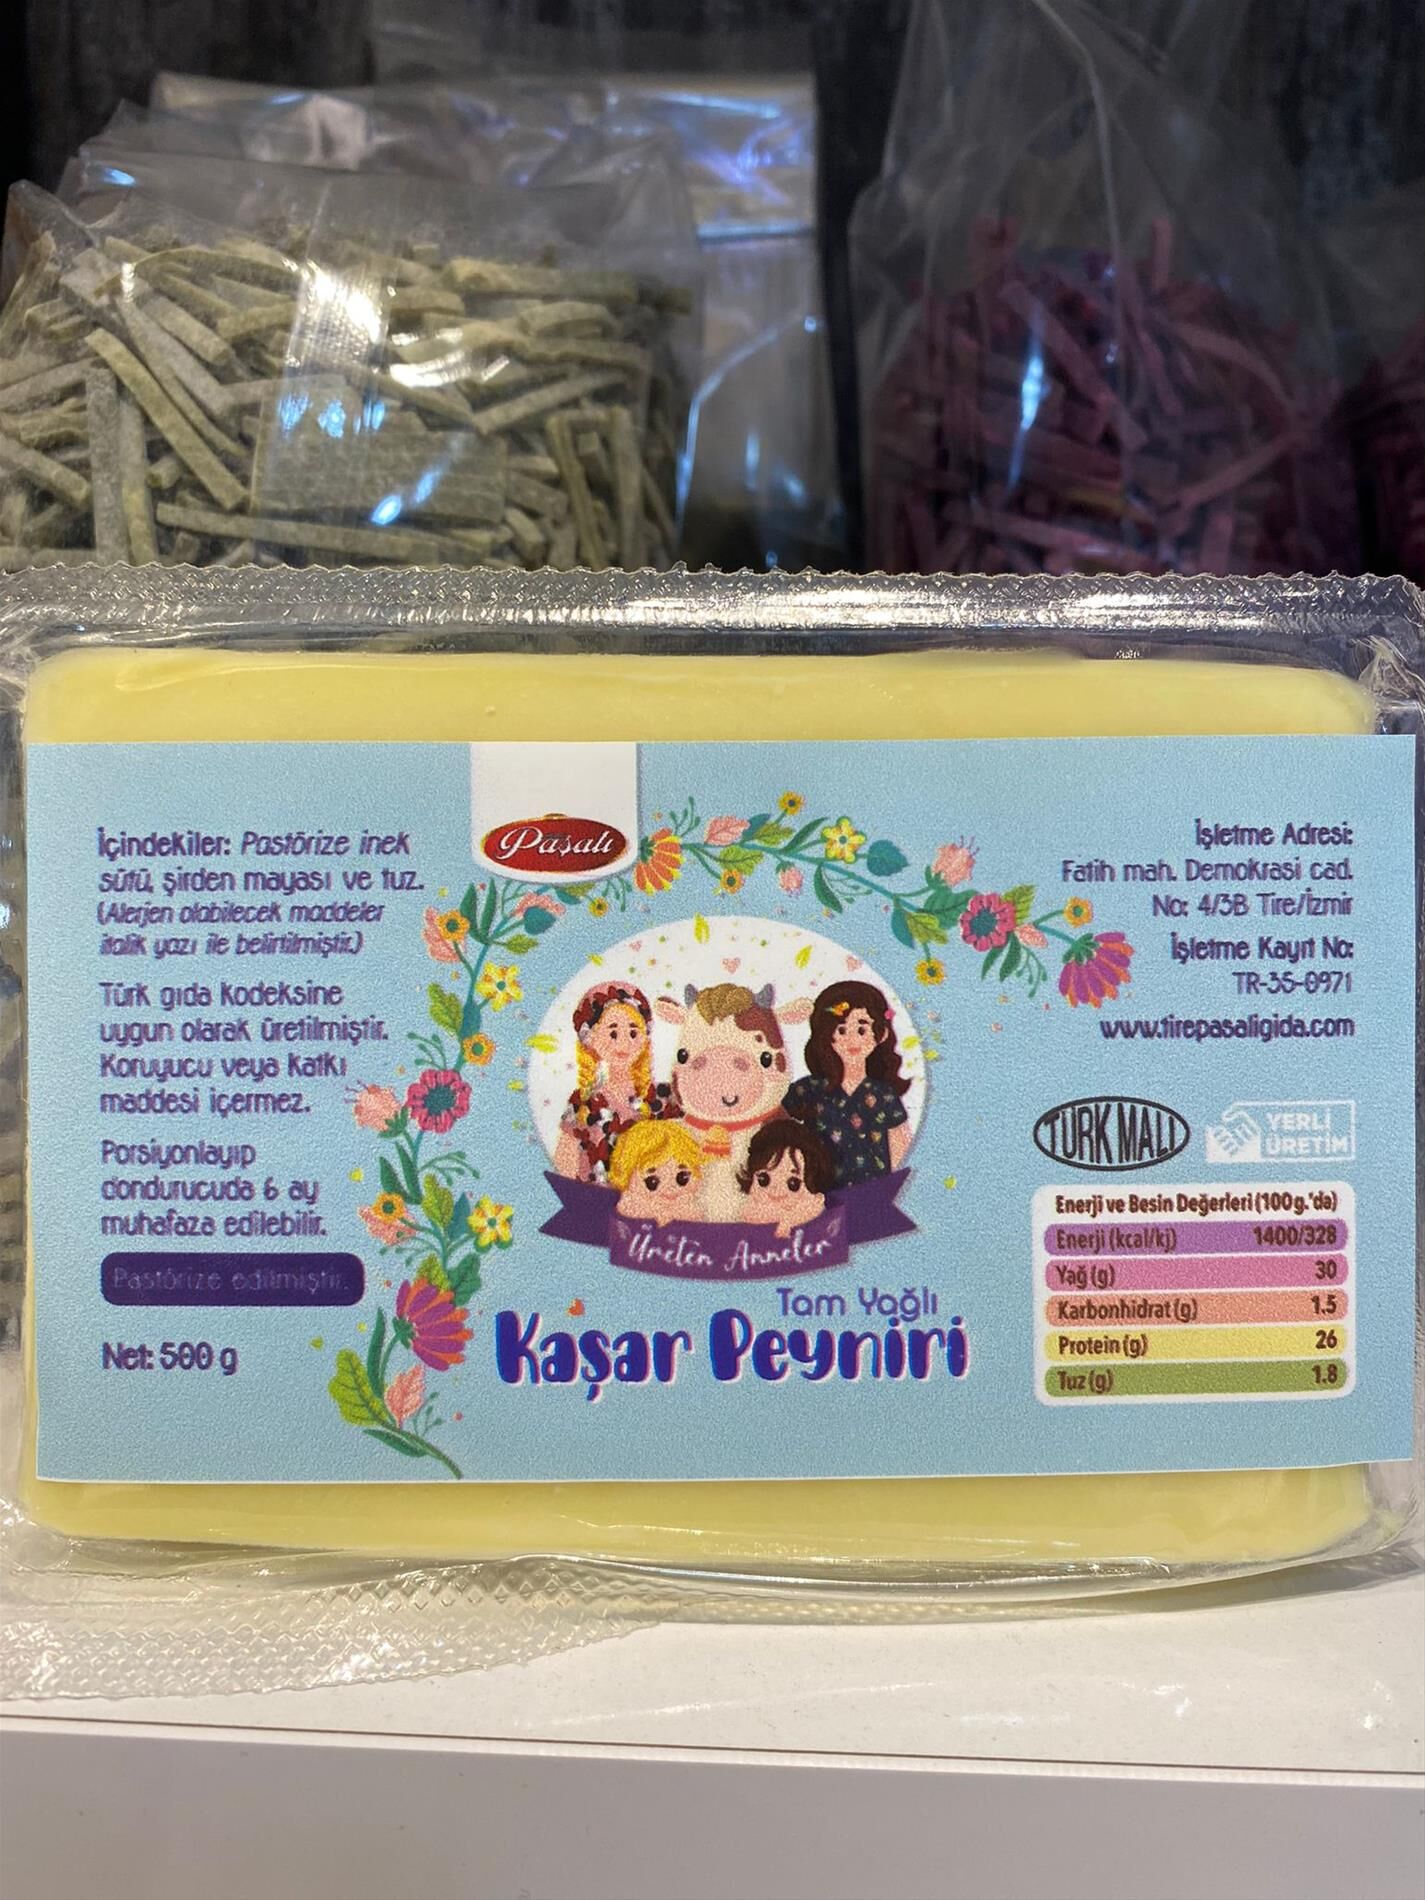 Paşalı
İçindekiler: Pastörize inek
sütü, şirden mayası ve tuz.
(Alerjen olabilecek maddeler
italik yazı ile belirtilmiştir.)
Türk gıda kodeksine
uygun olarak üretilmiştir.
Koruyucu veya katkı
maddesi içermez.
Porsiyonlayıp
dondurucuda 6 ay
muhafaza edilebilir.
Pastörize edilmiştir.
Net: 500 g
Üreten Anneler
Tam Yağlı
Kaşar Peyniri
İşletme Adresi:
Fatih mah. Demokrasi cad.
No: 4/3B Tire/İzmir
İşletme Kayıt No:
TR-35-0971
www.tirepasaligida.com
TÜRK MALI
YERLİ
ÜRETİM
Enerji ve Besin Değerleri (100g.'da)
Enerji (kcal/kj) 1400/328
Yağ (g) 30
Karbonhidrat (g) 1.5
Protein (g) 26
Tuz (g) 1.8